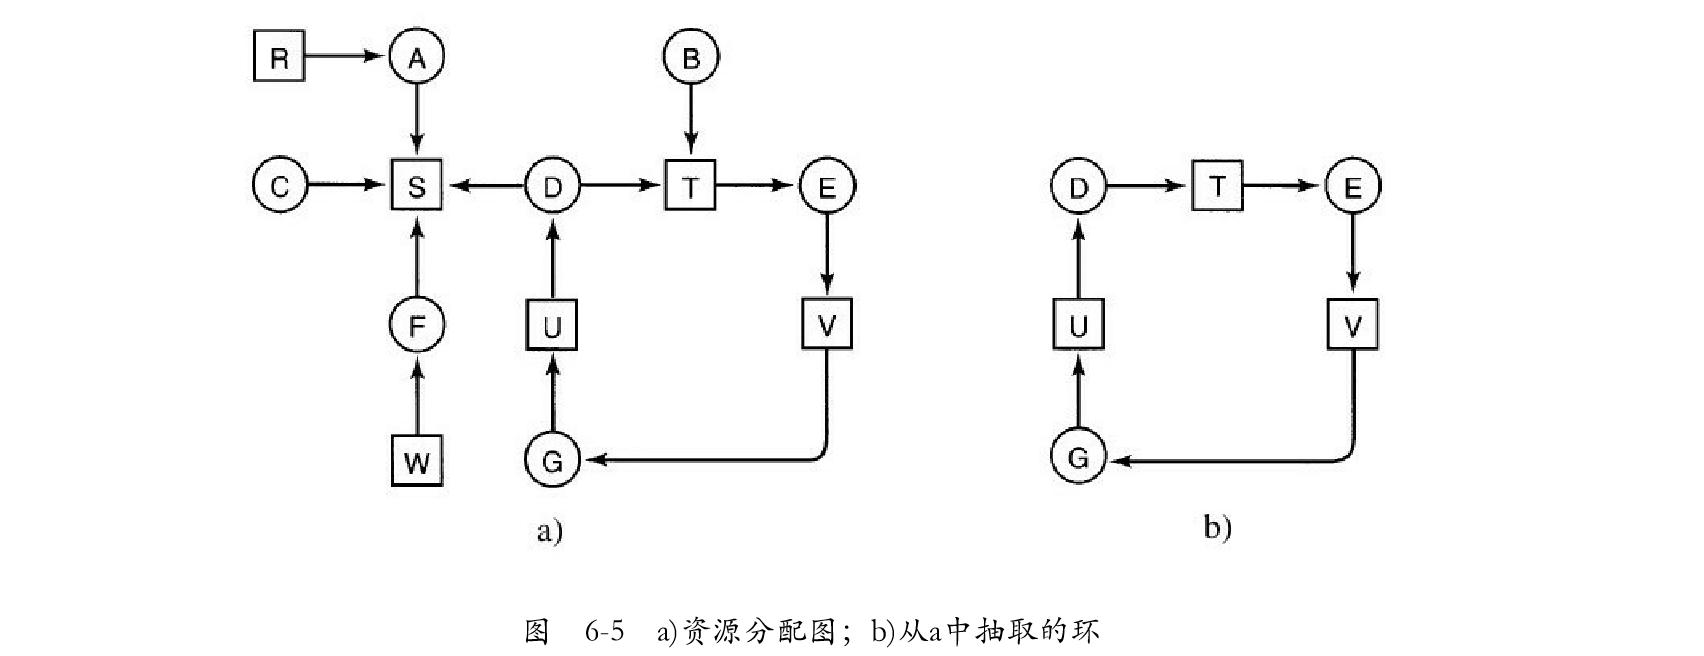 R A B
C S D T E D T E
F U V U V
W G G
a) b)
图 6-5 a)资源分配图；b)从a中抽取的环